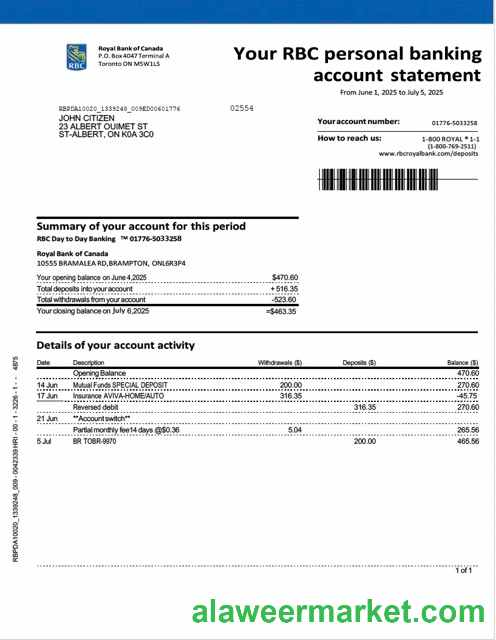 Royal Bank of Canada
P.O. Box 4047 Terminal A
Toronto ON M5W1L5
RBC
Your RBC personal banking
account statement
From June 1, 2025 to July 5, 2025
RBPDA10020_1339248_009ED00601776 02554
JOHN CITIZEN
23 ALBERT OUIMET ST
ST-ALBERT, ON K0A 3C0
Your account number: 01776-5033258
How to reach us: 1-800 ROYAL ® 1-1
(1-800-769-2511)
www.rbcroyalbank.com/deposits
Summary of your account for this period
RBC Day to Day Banking ™ 01776-5033258
Royal Bank of Canada
10555 BRAMALEA RD,BRAMPTON, ONL6R3P4
Your opening balance on June 4,2025 $470.60
Total deposits into your account + 516.35
Total withdrawals from your account -523.60
Your closing balance on July 6,2025 =$463.35
Details of your account activity
Date Description Withdrawals ($) Deposits ($) Balance ($)
Opening Balance 470.60
14 Jun Mutual Funds SPECIAL DEPOSIT 200.00 270.60
17 Jun Insurance AVIVA-HOME/AUTO 316.35 -45.75
Reversed debit 316.35 270.60
21 Jun **Account switch**
Partial monthly fee14 days @$0.36 5.04 265.56
5 Jul BR TOBR-9870 200.00 465.56
RBPDA10020_1339248_009 - 0042339 HRI - 00 - 1 - 3226 - 1 - - 4875
1 of 1
alaweermarket.com